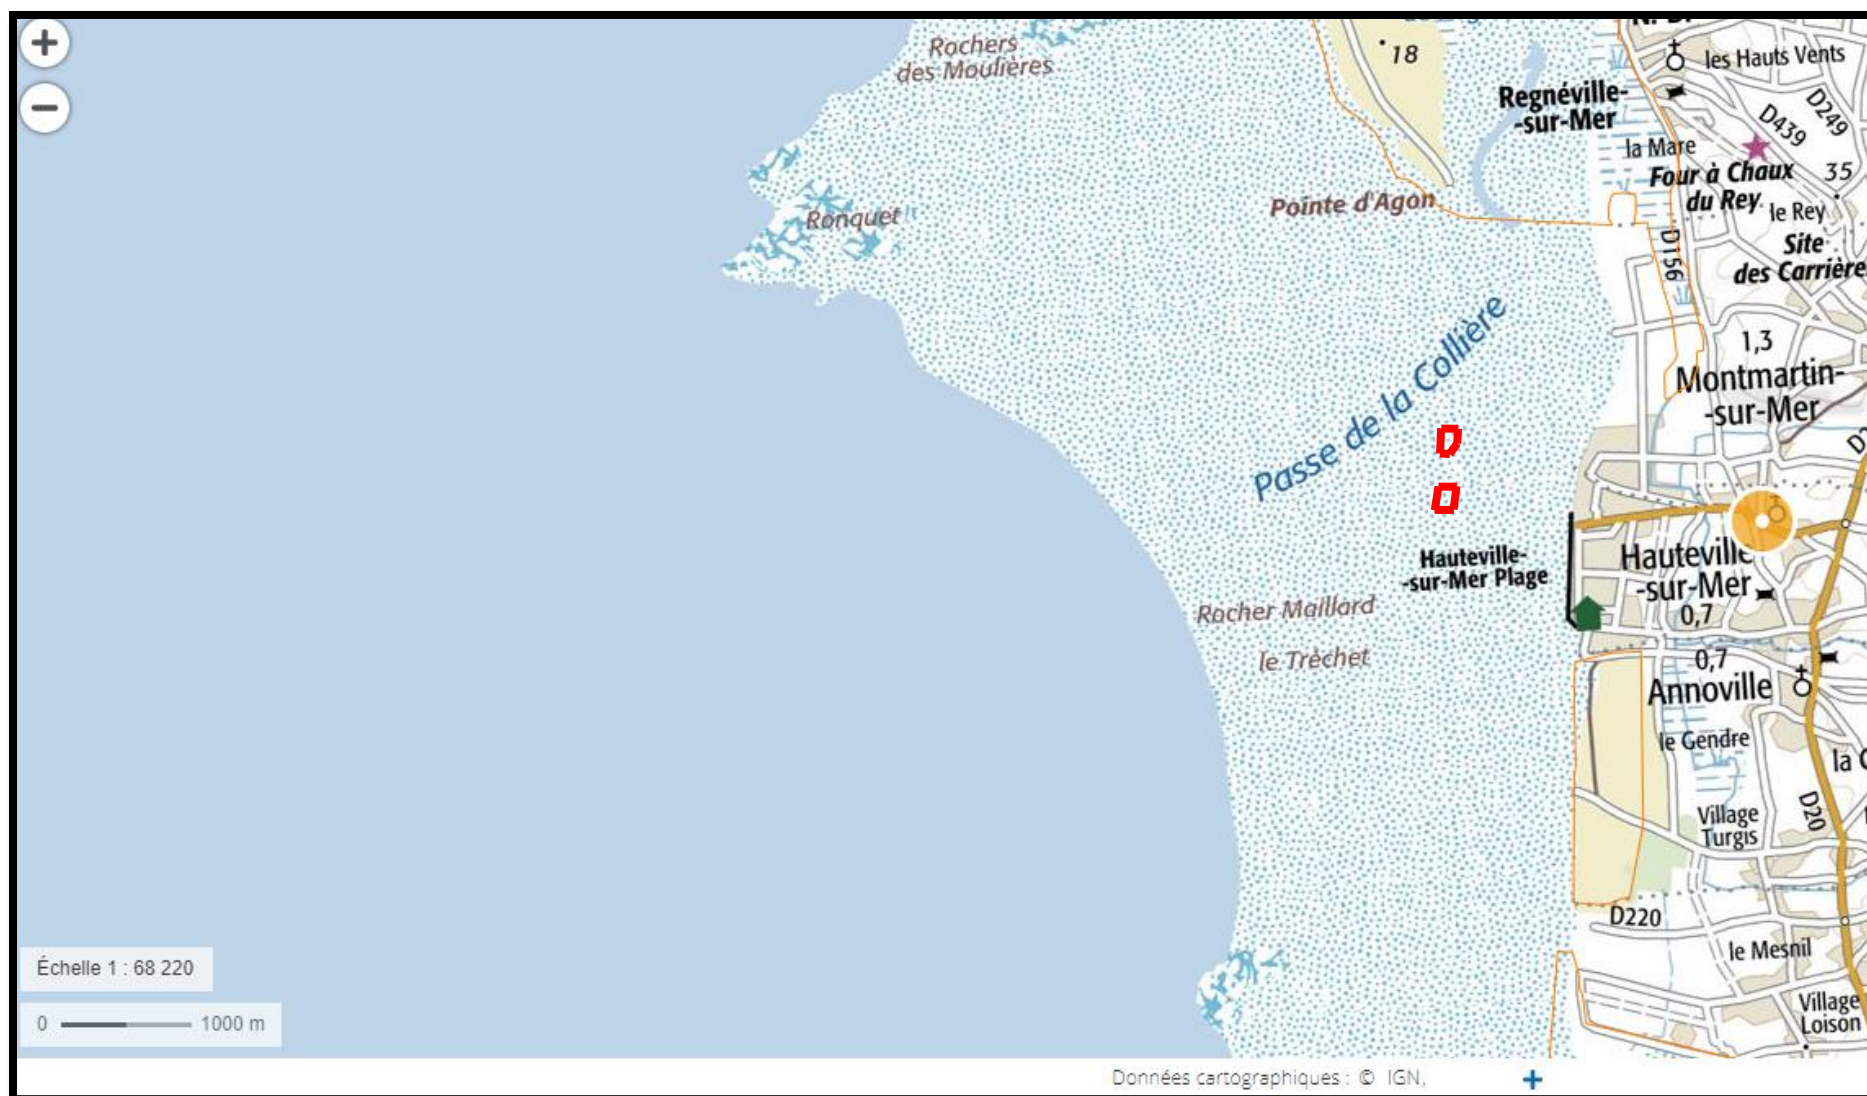 Rochers
des Moulières
18
les Hauts Vents
Regnéville-
-sur-Mer
D249
D439
la Mare
Four à Chaux
du Rey
35
Ronquet
Pointe d'Agon
le Rey
Site
des Carrière
D156
Passe de la Collière
1,3
Montmartin-
-sur-Mer
Hauteville-
-sur-Mer Plage
Hauteville
-sur-Mer
0,7
Rocher Maillard
le Trèchet
0,7
Annoville
le Gendre
la
Village
Turgis
D20
D220
le Mesnil
Échelle 1 : 68 220
0 1000 m
Village
Loison
Données cartographiques : © IGN,